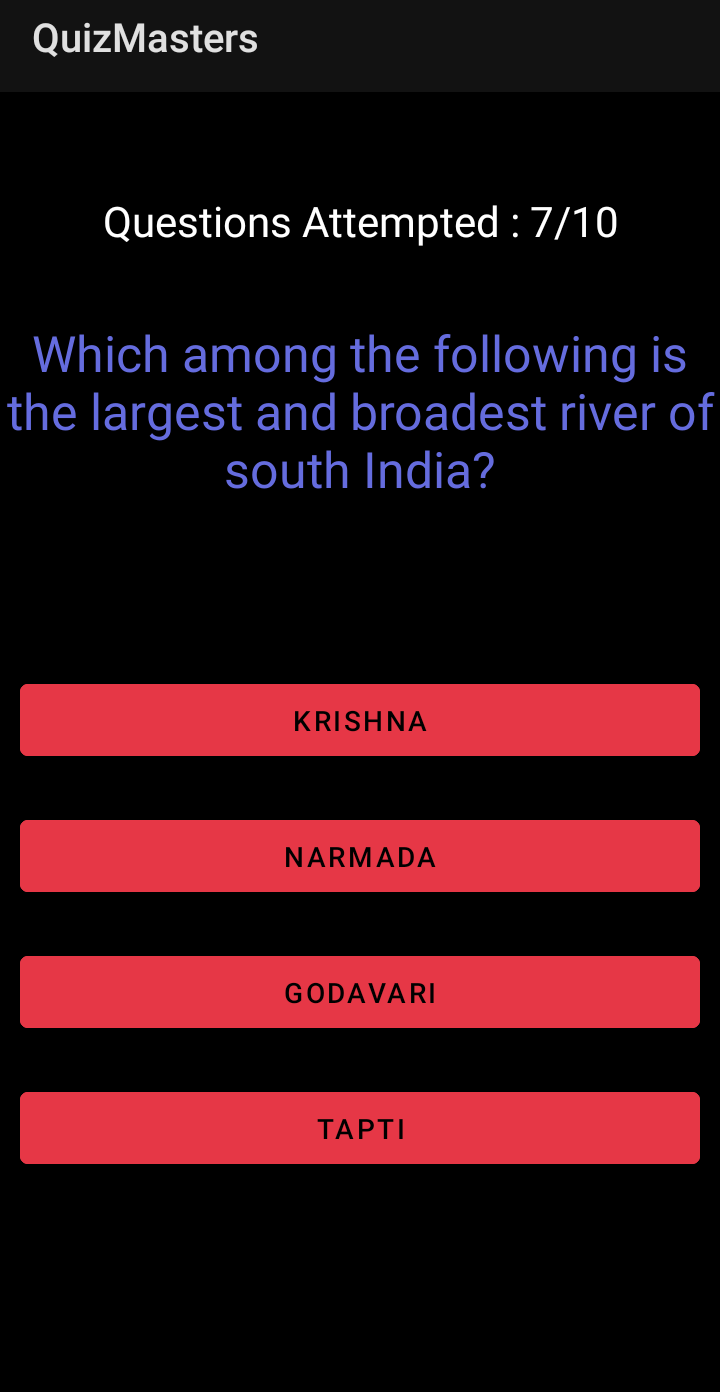 QuizMasters
Questions Attempted : 7/10
Which among the following is
the largest and broadest river of
south India?
KRISHNA
NARMADA
GODAVARI
TAPTI